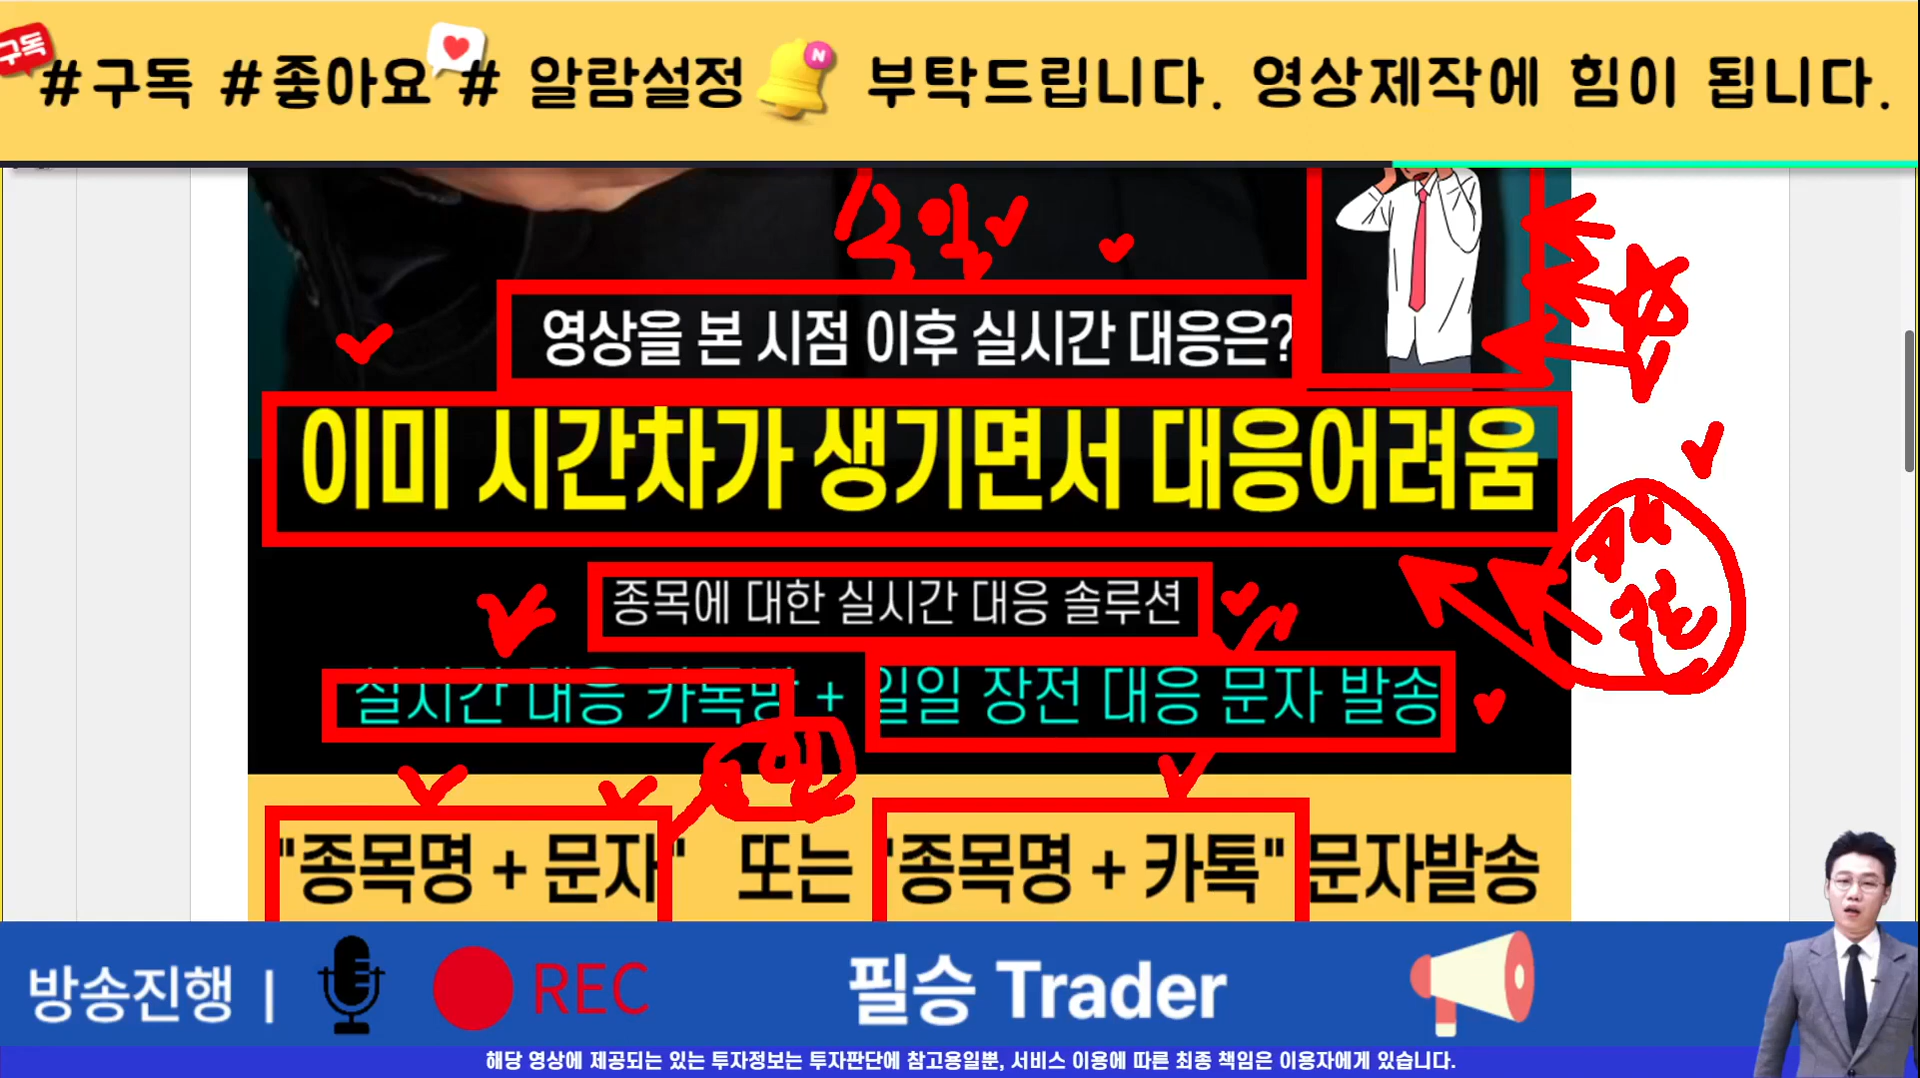 구독
#구독 #좋아요 # 알람설정 부탁드립니다. 영상제작에 힘이 됩니다.
N
영상을 본 시점 이후 실시간 대응은?
이미 시간차가 생기면서 대응어려움
종목에 대한 실시간 대응 솔루션
실시간 대응 카톡방 + 일일 장전 대응 문자 발송
"종목명 + 문자" 또는 "종목명 + 카톡" 문자발송
방송진행 | REC 필승 Trader
해당 영상에 제공되는 있는 투자정보는 투자판단에 참고용일뿐, 서비스 이용에 따른 최종 책임은 이용자에게 있습니다.